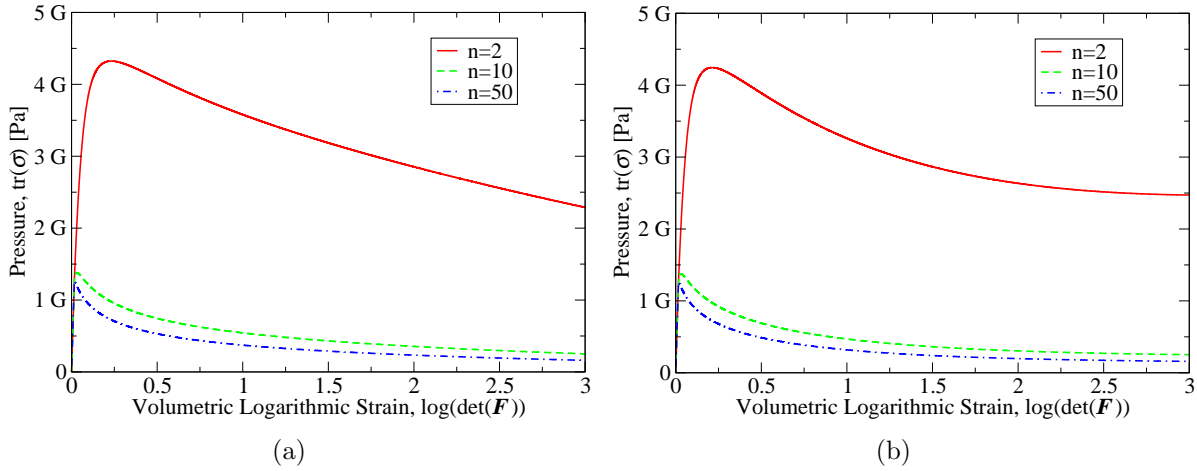 5 G
4 G
3 G
2 G
1 G
0
Pressure, tr(σ) [Pa]
n=2
n=10
n=50
0 0.5 1 1.5 2 2.5 3
Volumetric Logarithmic Strain, log(det(F))
(a)
5 G
4 G
3 G
2 G
1 G
0
Pressure, tr(σ) [Pa]
n=2
n=10
n=50
0 0.5 1 1.5 2 2.5 3
Volumetric Logarithmic Strain, log(det(F))
(b)